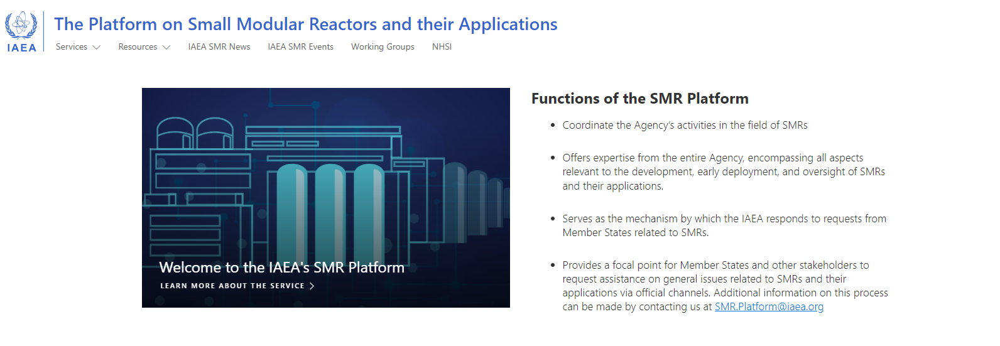 The Platform on Small Modular Reactors and their Applications
IAEA
Services
Resources
IAEA SMR News
IAEA SMR Events
Working Groups
NHSI
Welcome to the IAEA's SMR Platform
LEARN MORE ABOUT THE SERVICE
Functions of the SMR Platform
• Coordinate the Agency’s activities in the field of SMRs
• Offers expertise from the entire Agency, encompassing all aspects
relevant to the development, early deployment, and oversight of SMRs
and their applications.
• Serves as the mechanism by which the IAEA responds to requests from
Member States related to SMRs.
• Provides a focal point for Member States and other stakeholders to
request assistance on general issues related to SMRs and their
applications via official channels. Additional information on this process
can be made by contacting us at SMR.Platform@iaea.org